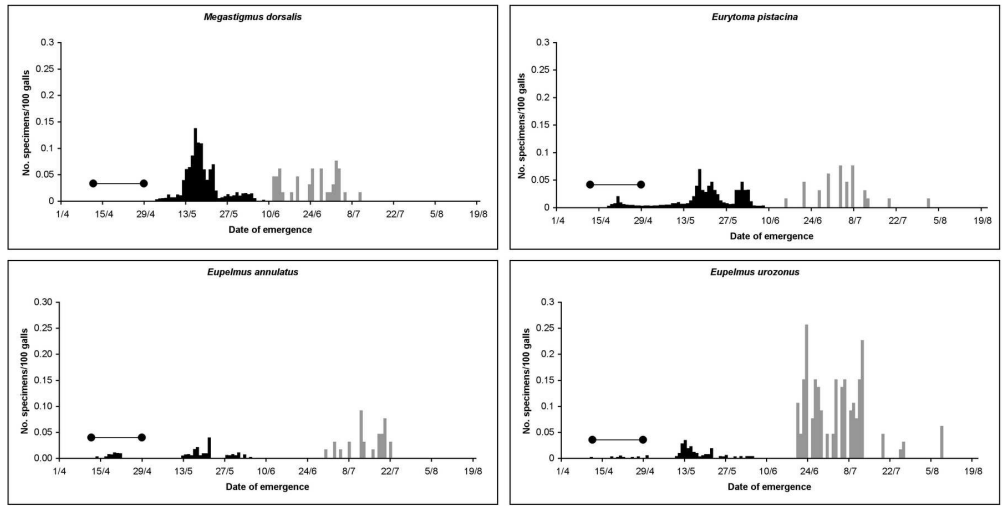 Megastigmus dorsalis
No. specimens/100 galls
0.3
0.25
0.2
0.15
0.1
0.05
0
1/4 15/4 29/4 13/5 27/5 10/6 24/6 8/7 22/7 5/8 19/8
Date of emergence
Eurytoma pistacina
No. specimens/100 galls
0.3
0.25
0.2
0.15
0.1
0.05
0
1/4 15/4 29/4 13/5 27/5 10/6 24/6 8/7 22/7 5/8 19/8
Date of emergence
Eupelmus annulatus
No. specimens/100 galls
0.30
0.25
0.20
0.15
0.10
0.05
0.00
1/4 15/4 29/4 13/5 27/5 10/6 24/6 8/7 22/7 5/8 19/8
Date of emergence
Eupelmus urozonus
No. specimens/100 galls
0.30
0.25
0.20
0.15
0.10
0.05
0
1/4 15/4 29/4 13/5 27/5 10/6 24/6 8/7 22/7 5/8 19/8
Date of emergence